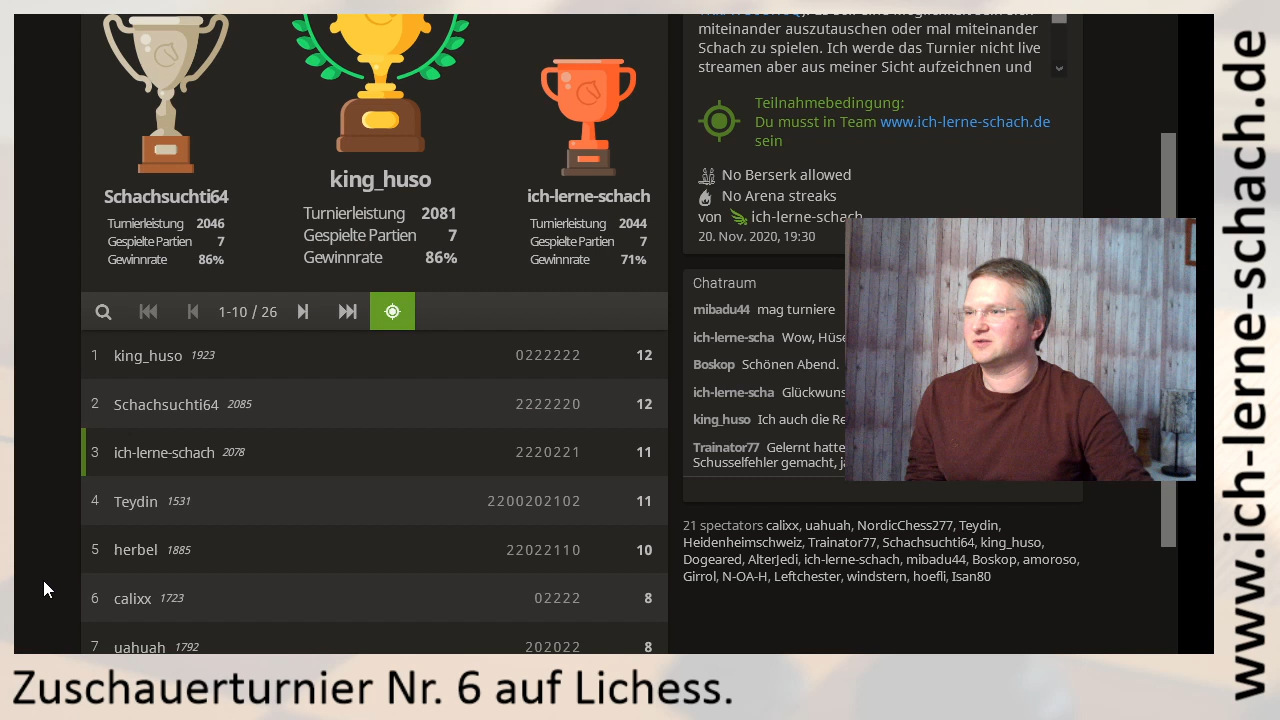 miteinander auszutauschen oder mal miteinander
Schach zu spielen. Ich werde das Turnier nicht live
streamen aber aus meiner Sicht aufzeichnen und
Teilnahmebedingung:
Du musst in Team www.ich-lerne-schach.de
sein
No Berserk allowed
No Arena streaks
von ich-lerne-schach
20. Nov. 2020, 19:30
Schachsuchti64
Turnierleistung 2046
Gespielte Partien 7
Gewinnrate 86%
king_huso
Turnierleistung 2081
Gespielte Partien 7
Gewinnrate 86%
ich-lerne-schach
Turnierleistung 2044
Gespielte Partien 7
Gewinnrate 71%
1-10 / 26
1 king_huso 1923 0222222 12
2 Schachsuchti64 2085 2222220 12
3 ich-lerne-schach 2078 2220221 11
4 Teydin 1531 2200202102 11
5 herbel 1885 22022110 10
6 calixx 1723 02222 8
7 uahuah 1792 202022 8
Chatraum
mibadu44 mag turniere
ich-lerne-scha Wow, Hüse
Boskop Schönen Abend.
ich-lerne-scha Glückwuns
king_huso Ich auch die Re
Trainator77 Gelernt hatte
Schusselfehler gemacht, ja
21 spectators calixx, uahuah, NordicChess277, Teydin,
Heidenheimschweiz, Trainator77, Schachsuchti64, king_huso,
Dogeared, AlterJedi, ich-lerne-schach, mibadu44, Boskop, amoroso,
Girrol, N-OA-H, Leftchester, windstern, hoefli, Isan80
www.ich-lerne-schach.de
Zuschauerturnier Nr. 6 auf Lichess.